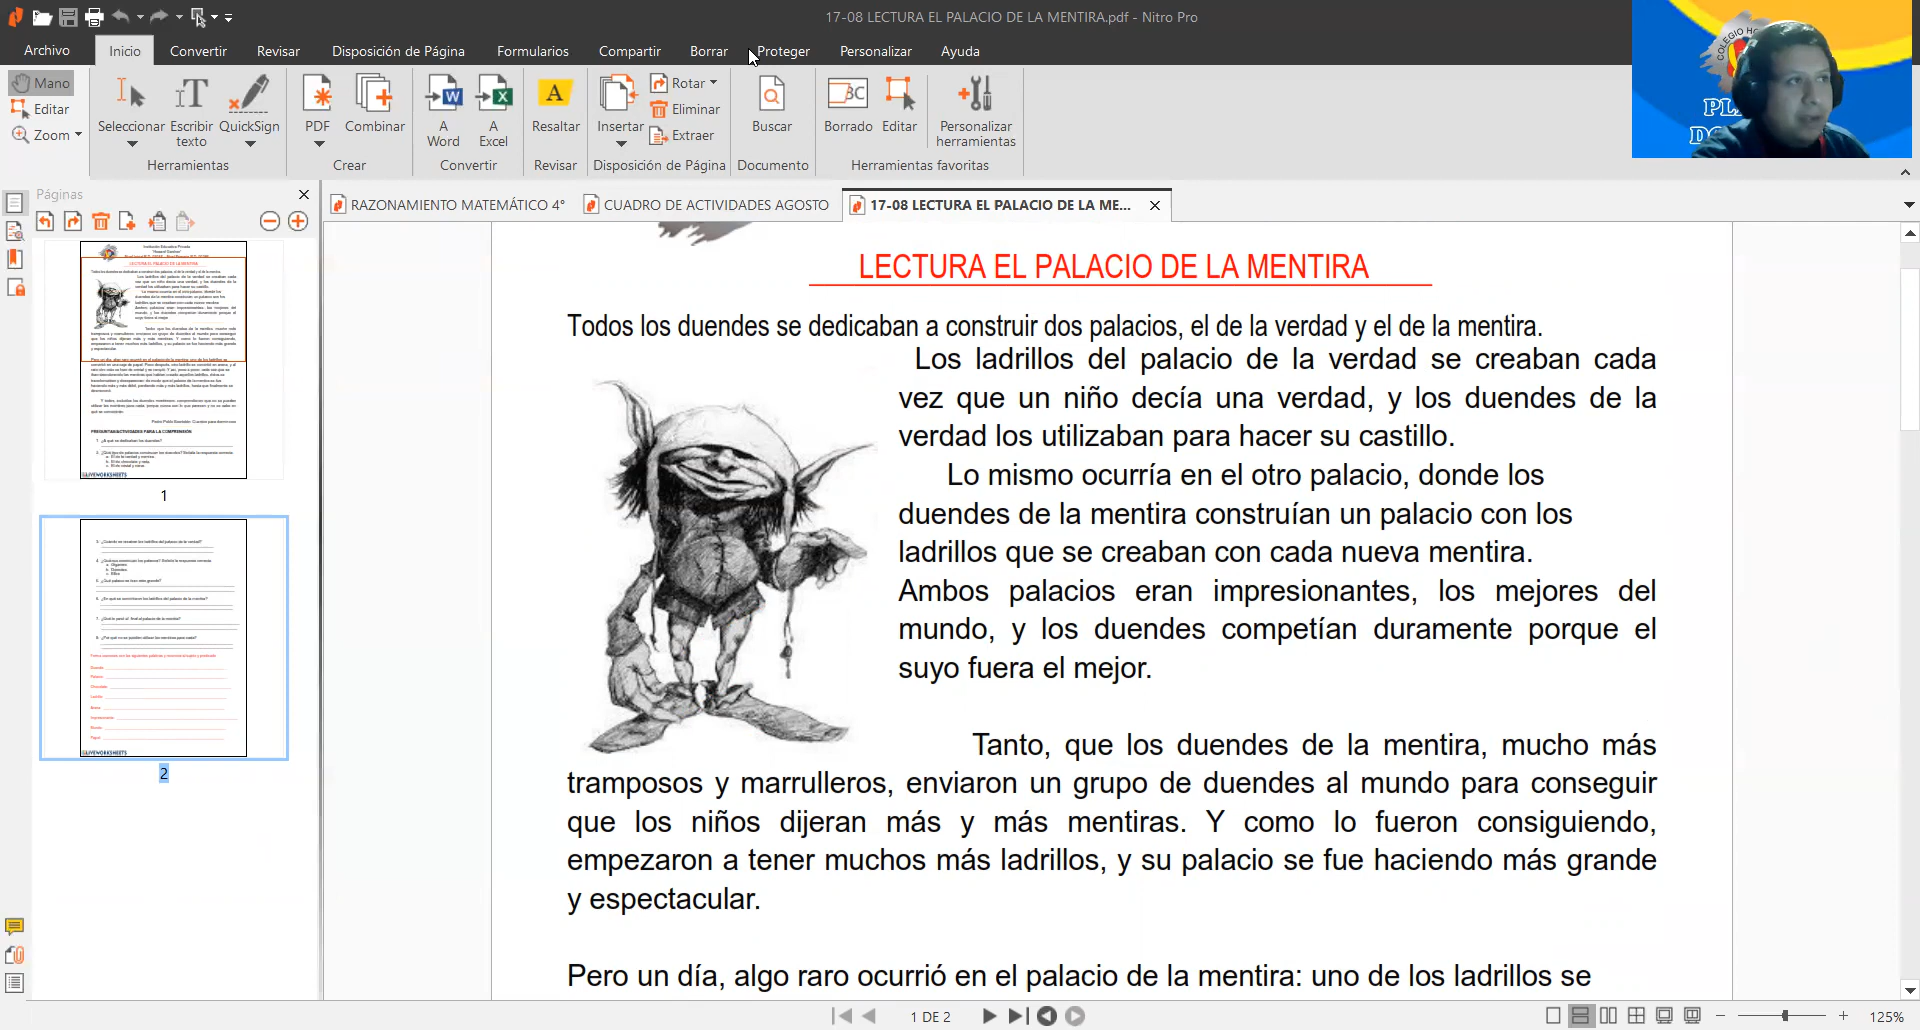 17-08 LECTURA EL PALACIO DE LA MENTIRA.pdf - Nitro Pro
Archivo
Inicio
Convertir
Revisar
Disposición de Página
Formularios
Compartir
Borrar
Proteger
Personalizar
Ayuda
Mano
Editar
Zoom
Seleccionar
Escribir
texto
QuickSign
Herramientas
PDF
Combinar
Crear
A
Word
A
Excel
Convertir
Resaltar
Revisar
Insertar
Rotar
Eliminar
Extraer
Disposición de Página
Buscar
Documento
Borrado
Editar
Personalizar
herramientas
Herramientas favoritas
Páginas
RAZONAMIENTO MATEMÁTICO 4°
CUADRO DE ACTIVIDADES AGOSTO
17-08 LECTURA EL PALACIO DE LA ME...
LECTURA EL PALACIO DE LA MENTIRA
Todos los duendes se dedicaban a construir dos palacios, el de la verdad y el de la mentira.
Los ladrillos del palacio de la verdad se creaban cada
vez que un niño decía una verdad, y los duendes de la
verdad los utilizaban para hacer su castillo.
Lo mismo ocurría en el otro palacio, donde los
duendes de la mentira construían un palacio con los
ladrillos que se creaban con cada nueva mentira.
Ambos palacios eran impresionantes, los mejores del
mundo, y los duendes competían duramente porque el
suyo fuera el mejor.
Tanto, que los duendes de la mentira, mucho más
tramposos y marrulleros, enviaron un grupo de duendes al mundo para conseguir
que los niños dijeran más y más mentiras. Y como lo fueron consiguiendo,
empezaron a tener muchos más ladrillos, y su palacio se fue haciendo más grande
y espectacular.
Pero un día, algo raro ocurrió en el palacio de la mentira: uno de los ladrillos se
1
2
LIVEWORKSHEETS
LIVEWORKSHEETS
1 DE 2
125%